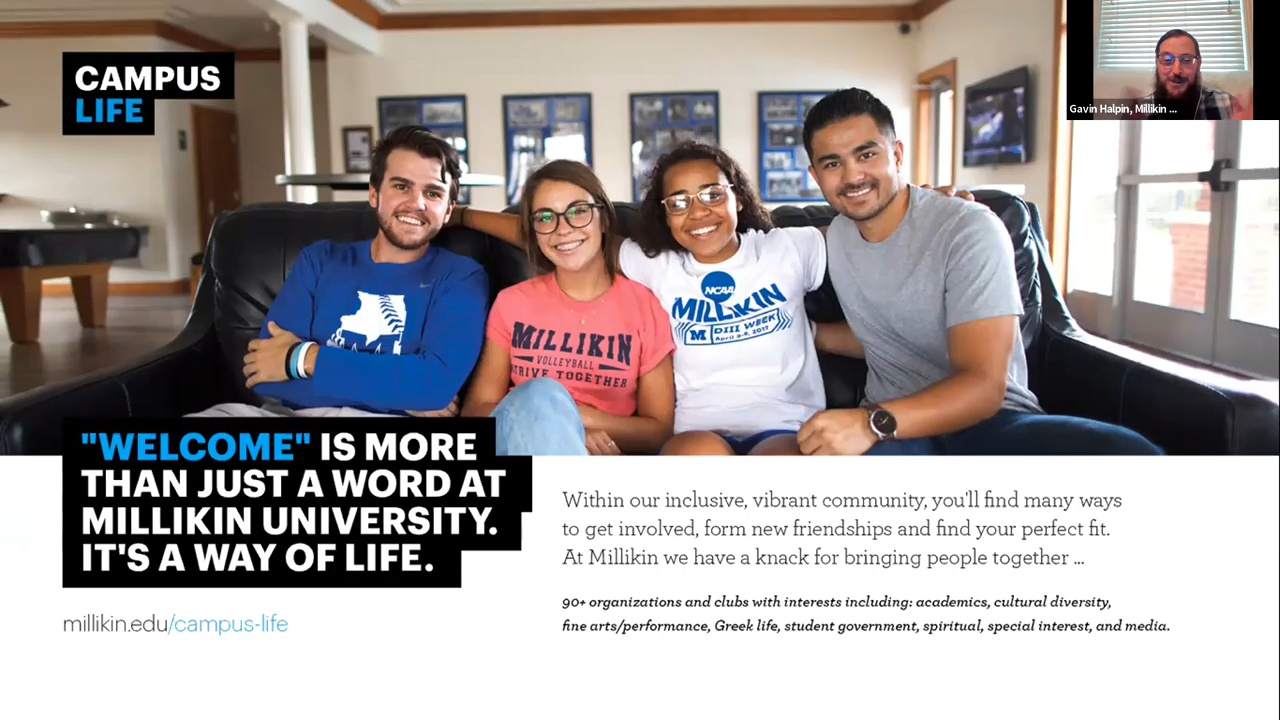 CAMPUS
LIFE
Gavin Halpin, Millikin ...
MILLIKIN
VOLLEYBALL
STRIVE TOGETHER
NCAA
MILLIKIN
M DIII WEEK
April 3-9, 2017
"WELCOME" IS MORE
THAN JUST A WORD AT
MILLIKIN UNIVERSITY.
IT'S A WAY OF LIFE.
millikin.edu/campus-life
Within our inclusive, vibrant community, you'll find many ways
to get involved, form new friendships and find your perfect fit.
At Millikin we have a knack for bringing people together ...
90+ organizations and clubs with interests including: academics, cultural diversity,
fine arts/performance, Greek life, student government, spiritual, special interest, and media.